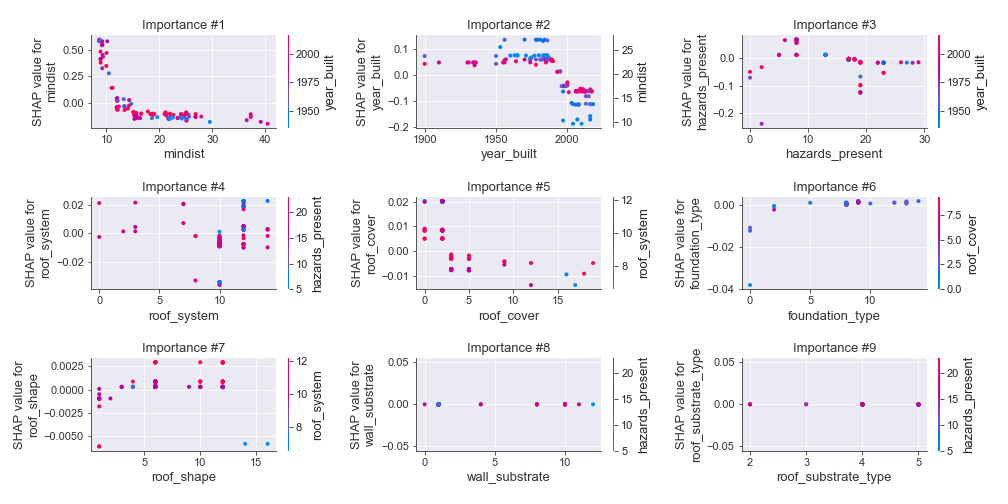 Importance #1
SHAP value for
mindist
0.50
0.25
0.00
10
20
30
40
mindist
2000
1975
1950
year_built
Importance #2
SHAP value for
year_built
0.1
0.0
−0.1
−0.2
1900
1950
2000
year_built
25
20
15
10
mindist
Importance #3
SHAP value for
hazards_present
0.0
−0.1
−0.2
0
10
20
30
hazards_present
2000
1975
1950
year_built
Importance #4
SHAP value for
roof_system
0.02
0.00
−0.02
0
5
10
roof_system
20
15
10
5
hazards_present
Importance #5
SHAP value for
roof_cover
0.02
0.01
0.00
−0.01
0
5
10
15
roof_cover
12
10
8
roof_system
Importance #6
SHAP value for
foundation_type
0.00
−0.02
−0.04
0
5
10
foundation_type
7.5
5.0
2.5
0.0
roof_cover
Importance #7
SHAP value for
roof_shape
0.0025
0.0000
−0.0025
−0.0050
5
10
15
roof_shape
12
10
8
roof_system
Importance #8
SHAP value for
wall_substrate
0.05
0.00
−0.05
0
5
10
wall_substrate
20
15
10
5
hazards_present
Importance #9
SHAP value for
roof_substrate_type
0.05
0.00
−0.05
2
3
4
5
roof_substrate_type
20
15
10
5
hazards_present